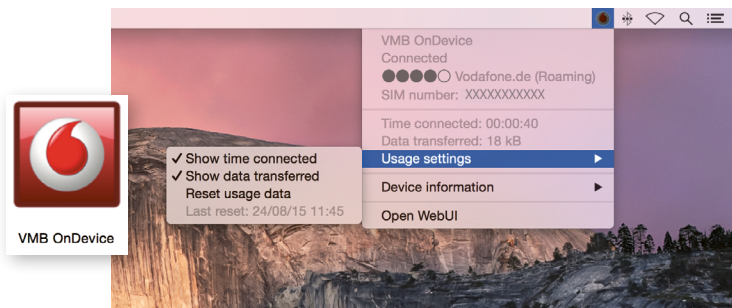 VMB OnDevice
Connected
Vodafone.de (Roaming)
SIM number: XXXXXXXXXXX
Time connected: 00:00:40
Data transferred: 18 kB
Usage settings
✓ Show time connected
✓ Show data transferred
Reset usage data
Last reset: 24/08/15 11:45
Device information
Open WebUI
VMB OnDevice